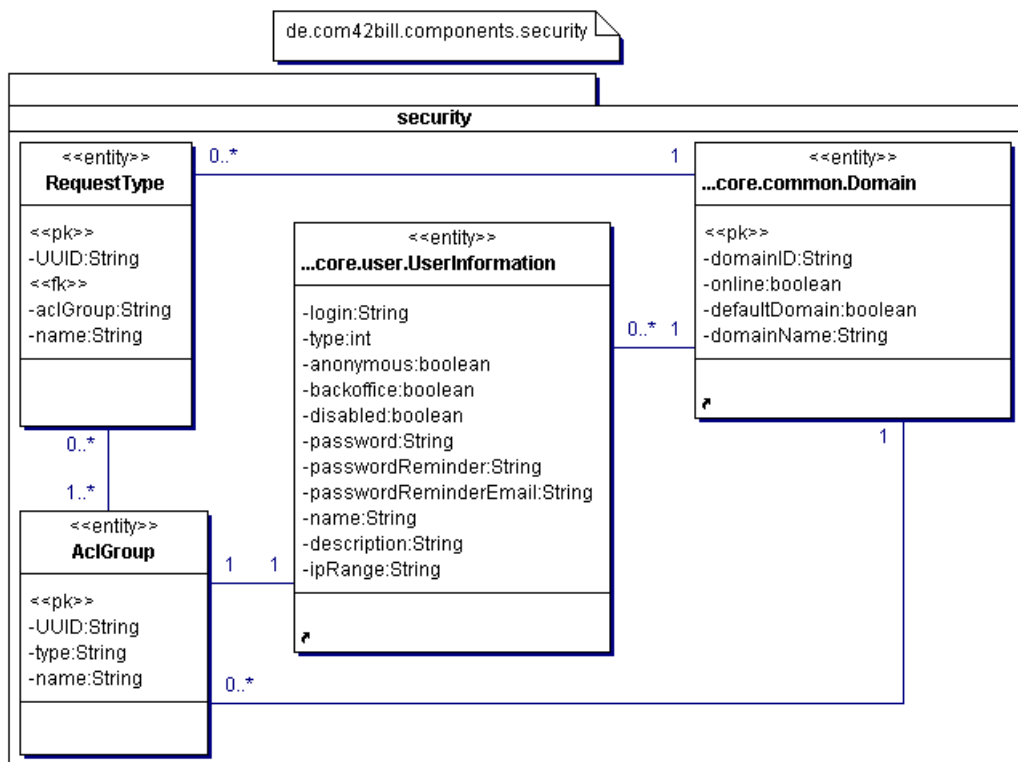 de.com42bill.components.security
security
<<entity>>
RequestType
<<pk>>
-UUID:String
<<fk>>
-aclGroup:String
-name:String
0..*
1
<<entity>>
...core.common.Domain
<<pk>>
-domainID:String
-online:boolean
-defaultDomain:boolean
-domainName:String
<<entity>>
...core.user.UserInformation
-login:String
-type:int
-anonymous:boolean
-backoffice:boolean
-disabled:boolean
-password:String
-passwordReminder:String
-passwordReminderEmail:String
-name:String
-description:String
-ipRange:String
0..* 1
0..*
1..*
1
<<entity>>
AclGroup
<<pk>>
-UUID:String
-type:String
-name:String
1 1
0..*